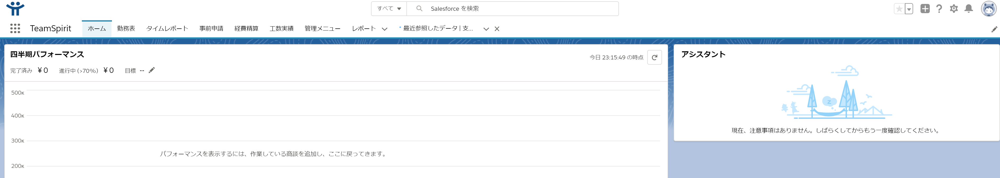 すべて
Salesforce を検索
TeamSpirit
ホーム
勤務表
タイムレポート
事前申請
経費精算
工数実績
管理メニュー
レポート
最近参照したデータ | 支...
四半期パフォーマンス
今日 23:15:49 の時点
完了済み ¥ 0 進行中 (>70%) ¥ 0 目標 --
500K
400K
300K
パフォーマンスを表示するには、作業している商談を追加し、ここに戻ってきます。
200K
アシスタント
z
現在、注意事項はありません。しばらくしてからもう一度確認してください。